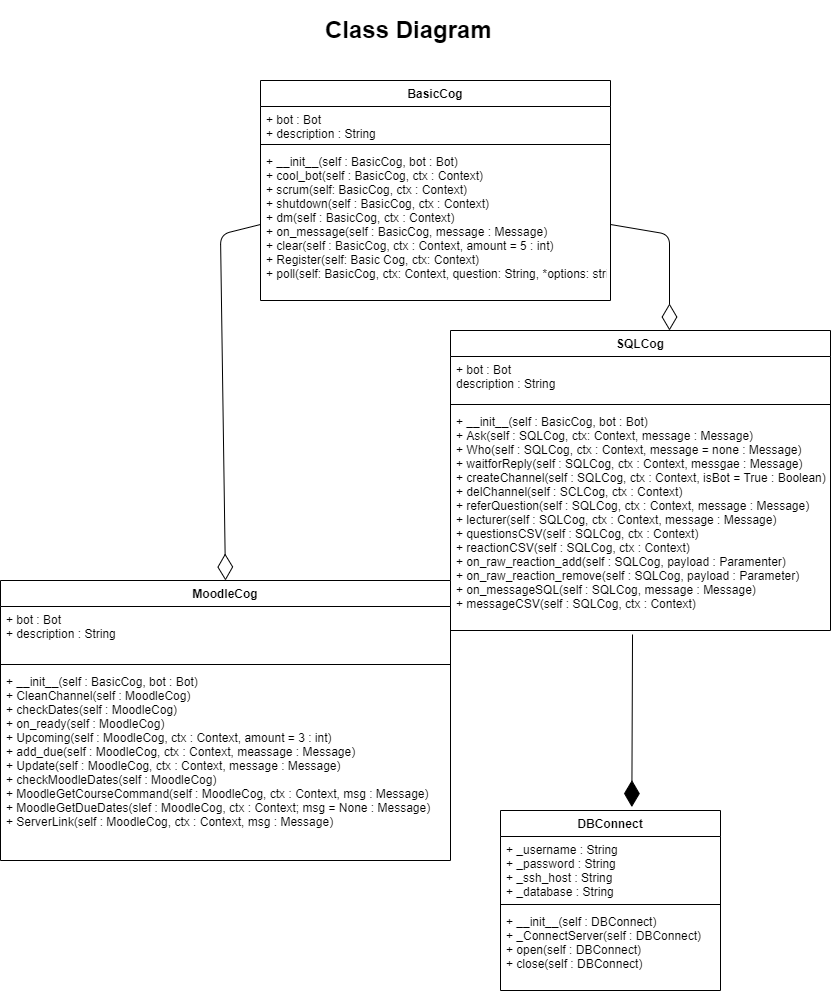 Class Diagram
BasicCog
+ bot : Bot
+ description : String
+ __init__(self : BasicCog, bot : Bot)
+ cool_bot(self : BasicCog, ctx : Context)
+ scrum(self: BasicCog, ctx : Context)
+ shutdown(self : BasicCog, ctx : Context)
+ dm(self : BasicCog, ctx : Context)
+ on_message(self : BasicCog, message : Message)
+ clear(self : BasicCog, ctx : Context, amount = 5 : int)
+ Register(self: Basic Cog, ctx: Context)
+ poll(self: BasicCog, ctx: Context, question: String, *options: str
SQLCog
+ bot : Bot
description : String
+ __init__(self : BasicCog, bot : Bot)
+ Ask(self : SQLCog, ctx: Context, message : Message)
+ Who(self : SQLCog, ctx : Context, message = none : Message)
+ waitforReply(self : SQLCog, ctx : Context, messgae : Message)
+ createChannel(self : SQLCog, ctx : Context, isBot = True : Boolean)
+ delChannel(self : SCLCog, ctx : Context)
+ referQuestion(self : SQLCog, ctx : Context, message : Message)
+ lecturer(self : SQLCog, ctx : Context, message : Message)
+ questionsCSV(self : SQLCog, ctx : Context)
+ reactionCSV(self : SQLCog, ctx : Context)
+ on_raw_reaction_add(self : SQLCog, payload : Paramenter)
+ on_raw_reaction_remove(self : SQLCog, payload : Parameter)
+ on_messageSQL(self : SQLCog, message : Message)
+ messageCSV(self : SQLCog, ctx : Context)
MoodleCog
+ bot : Bot
+ description : String
+ __init__(self : BasicCog, bot : Bot)
+ CleanChannel(self : MoodleCog)
+ checkDates(self : MoodleCog)
+ on_ready(self : MoodleCog)
+ Upcoming(self : MoodleCog, ctx : Context, amount = 3 : int)
+ add_due(self : MoodleCog, ctx : Context, meassage : Message)
+ Update(self : MoodleCog, ctx : Context, message : Message)
+ checkMoodleDates(self : MoodleCog)
+ MoodleGetCourseCommand(self : MoodleCog, ctx : Context, msg : Message)
+ MoodleGetDueDates(slef : MoodleCog, ctx : Context; msg = None : Message)
+ ServerLink(self : MoodleCog, ctx : Context, msg : Message)
DBConnect
+ _username : String
+ _password : String
+ _ssh_host : String
+ _database : String
+ __init__(self : DBConnect)
+ _ConnectServer(self : DBConnect)
+ open(self : DBConnect)
+ close(self : DBConnect)